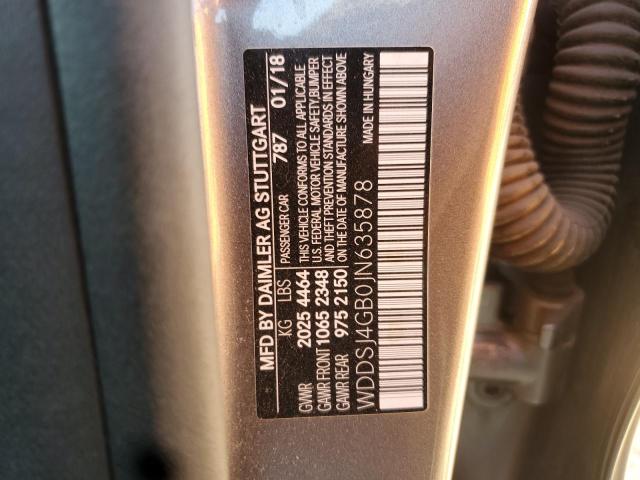 MFD BY DAIMLER AG STUTTGART
PASSENGER CAR 787 01/18
KG LBS
GVWR 2025 4464
GAWR FRONT 1065 2348
GAWR REAR 975 2150
THIS VEHICLE CONFORMS TO ALL APPLICABLE
U.S. FEDERAL MOTOR VEHICLE SAFETY, BUMPER
AND THEFT PREVENTION STANDARDS IN EFFECT
ON THE DATE OF MANUFACTURE SHOWN ABOVE
MADE IN HUNGARY
WDDSJ4GB0JN635878